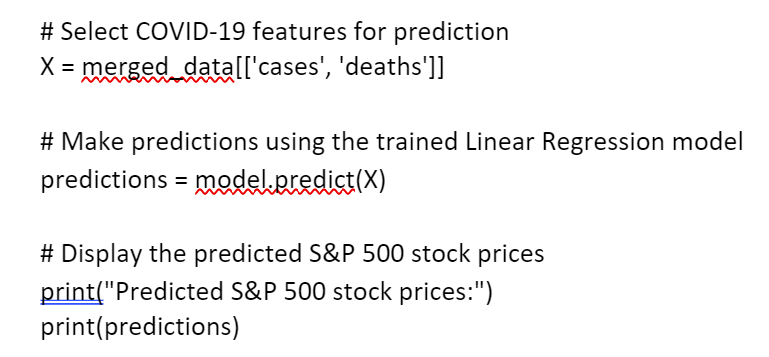 # Select COVID-19 features for prediction
X = merged_data[['cases', 'deaths']]
# Make predictions using the trained Linear Regression model
predictions = model.predict(X)
# Display the predicted S&P 500 stock prices
print("Predicted S&P 500 stock prices:")
print(predictions)